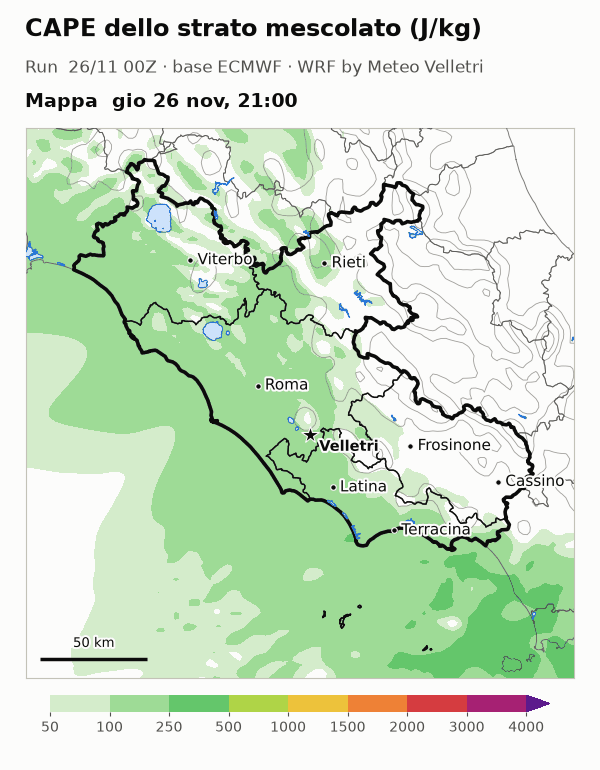 CAPE dello strato mescolato (J/kg)
Run  26/11 00Z · base ECMWF · WRF by Meteo Velletri
Mappa  gio 26 nov, 21:00
Viterbo
Rieti
Roma
Velletri
Frosinone
Cassino
Latina
Terracina
50 km
50 100 250 500 1000 1500 2000 3000 4000